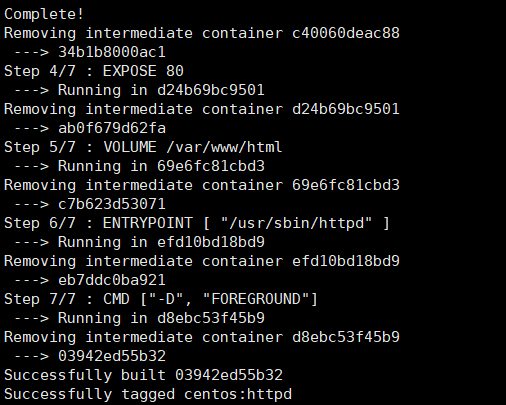 Complete!
Removing intermediate container c40060deac88
 ---> 34b1b8000ac1
Step 4/7 : EXPOSE 80
 ---> Running in d24b69bc9501
Removing intermediate container d24b69bc9501
 ---> ab0f679d62fa
Step 5/7 : VOLUME /var/www/html
 ---> Running in 69e6fc81cbd3
Removing intermediate container 69e6fc81cbd3
 ---> c7b623d53071
Step 6/7 : ENTRYPOINT [ "/usr/sbin/httpd" ]
 ---> Running in efd10bd18bd9
Removing intermediate container efd10bd18bd9
 ---> eb7ddc0ba921
Step 7/7 : CMD ["-D", "FOREGROUND"]
 ---> Running in d8ebc53f45b9
Removing intermediate container d8ebc53f45b9
 ---> 03942ed55b32
Successfully built 03942ed55b32
Successfully tagged centos:httpd